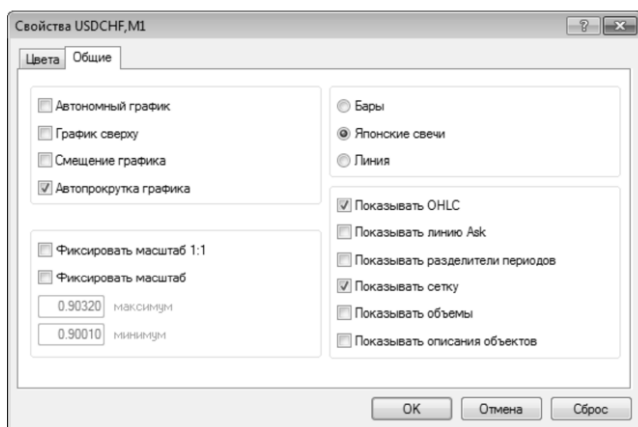 Свойства USDCHF,M1
Цвета Общие
Автономный график
График сверху
Смещение графика
Автопрокрутка графика
Фиксировать масштаб 1:1
Фиксировать масштаб
0.90320 максимум
0.90010 минимум
Бары
Японские свечи
Линия
Показывать OHLC
Показывать линию Ask
Показывать разделители периодов
Показывать сетку
Показывать объемы
Показывать описания объектов
OK Отмена Сброс